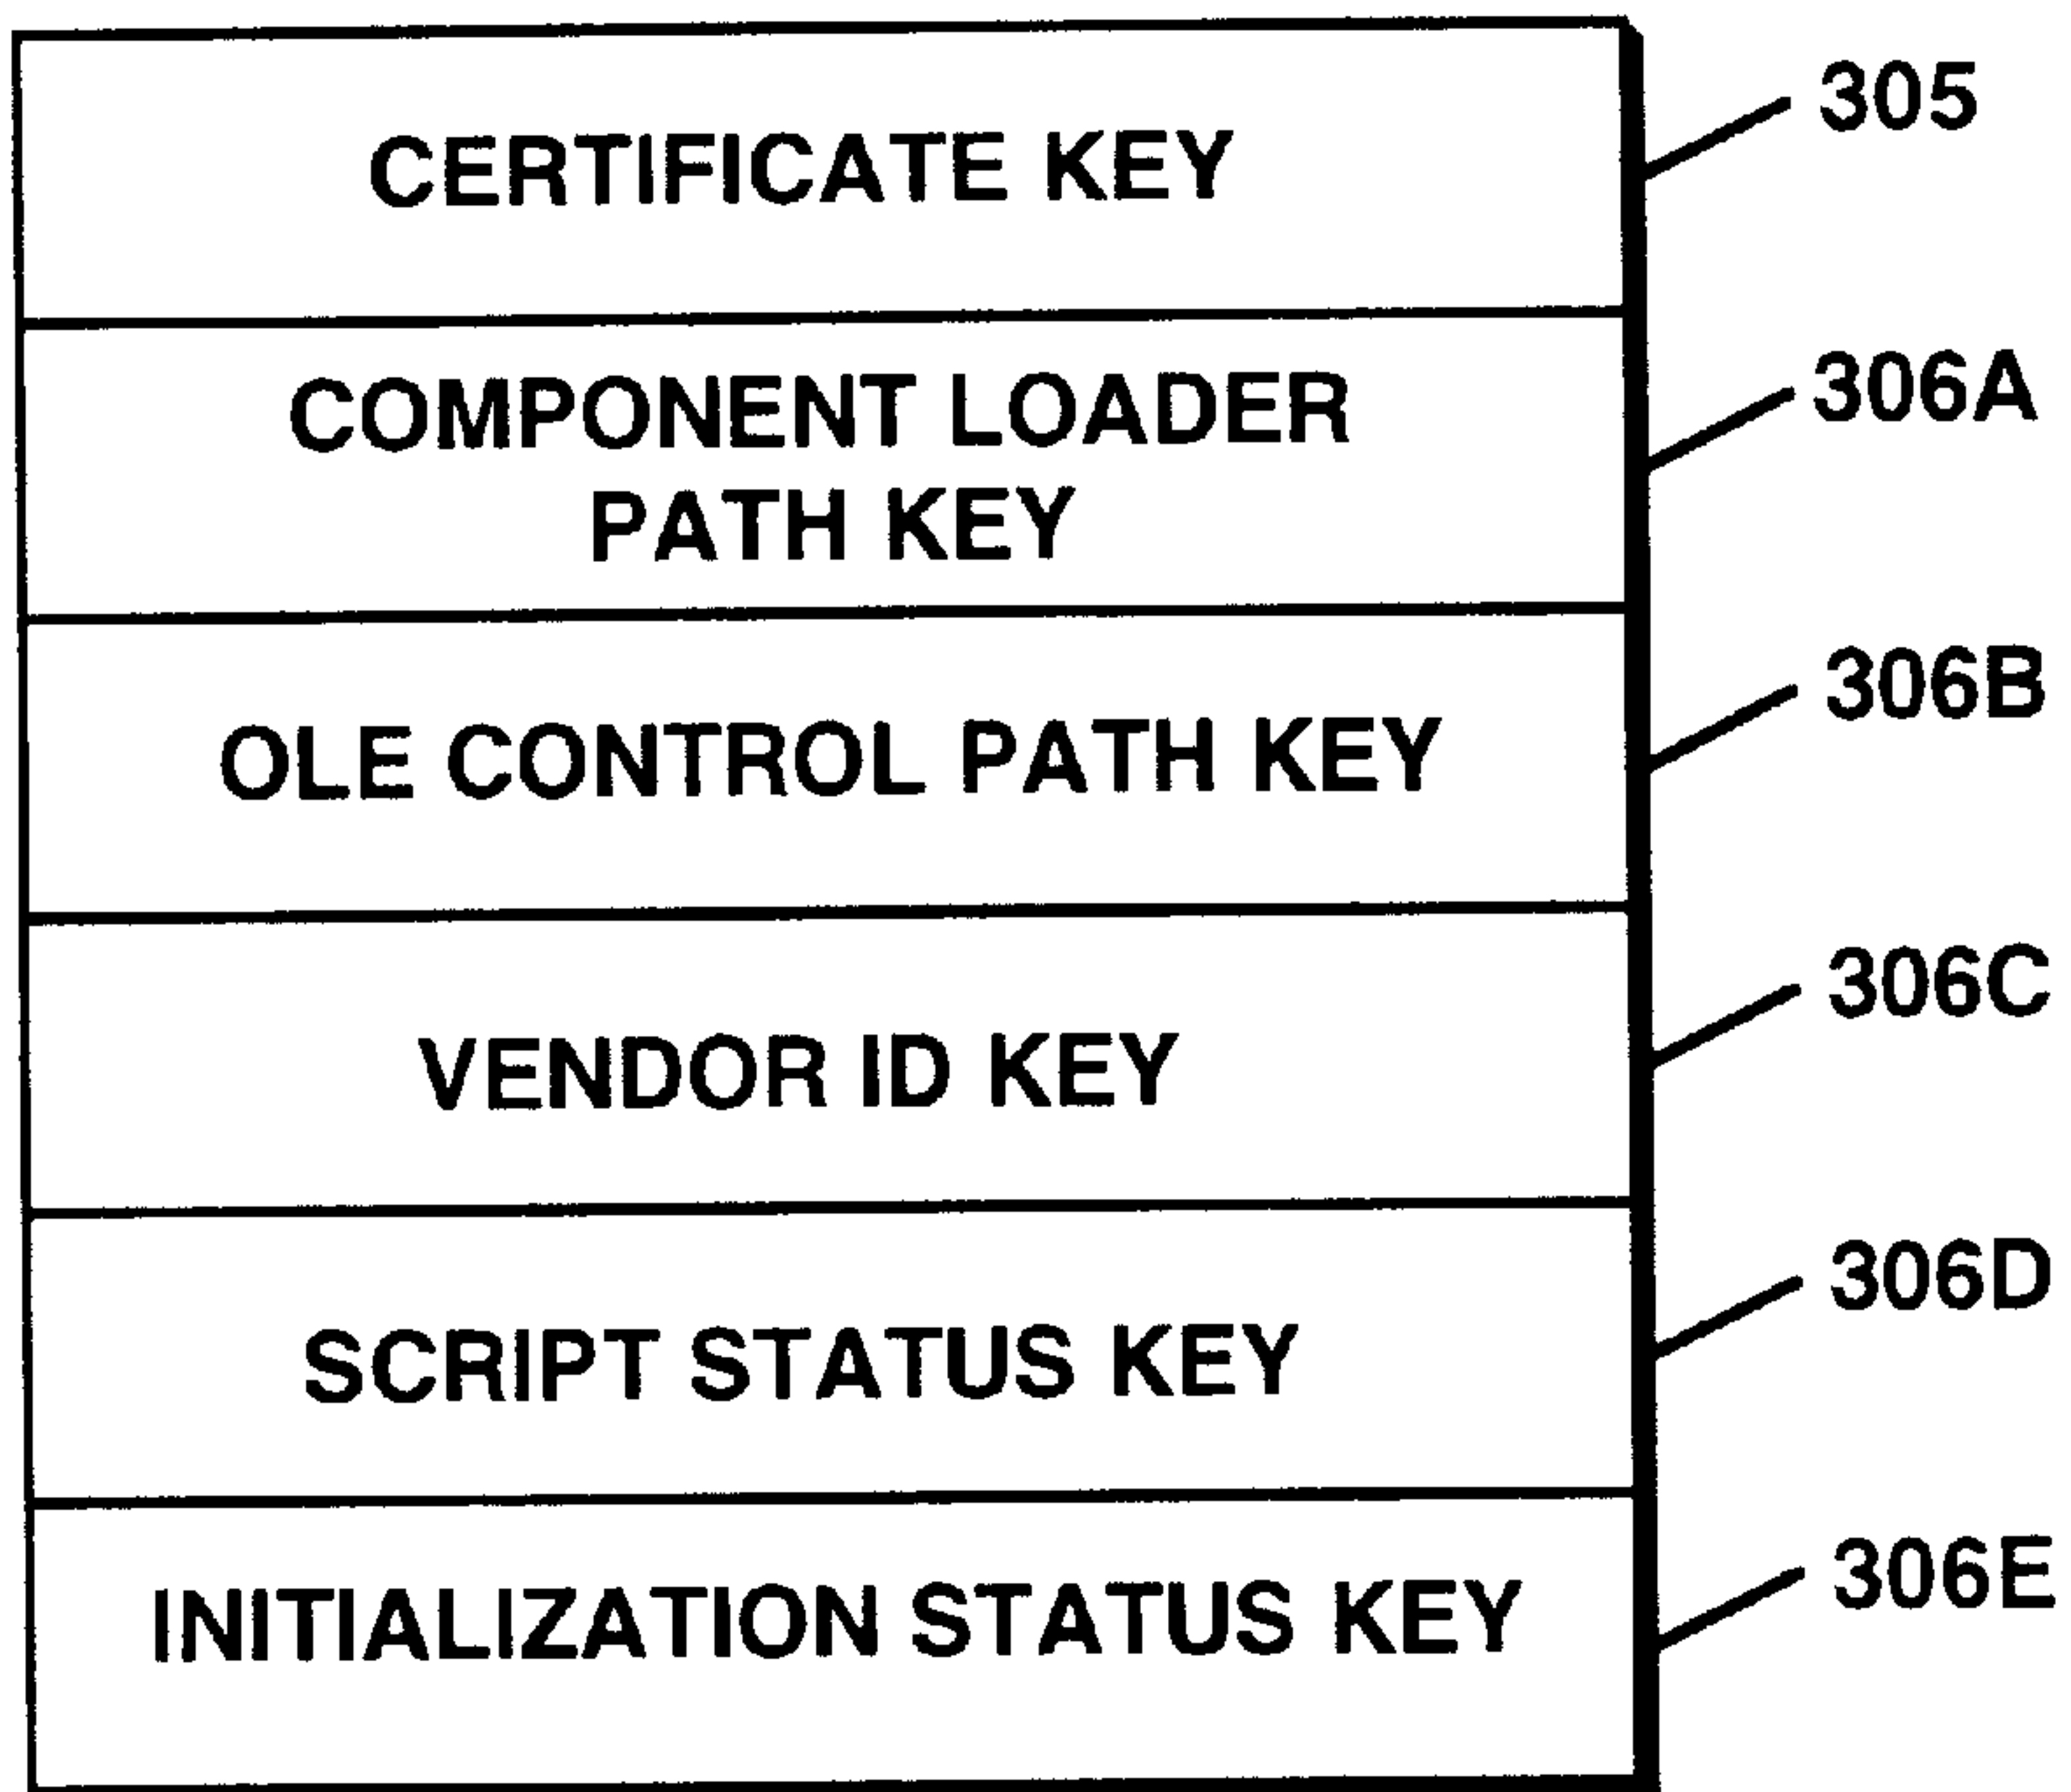 CERTIFICATE KEY
305
COMPONENT LOADER
PATH KEY
306A
OLE CONTROL PATH KEY
306B
VENDOR ID KEY
306C
SCRIPT STATUS KEY
306D
INITIALIZATION STATUS KEY
306E